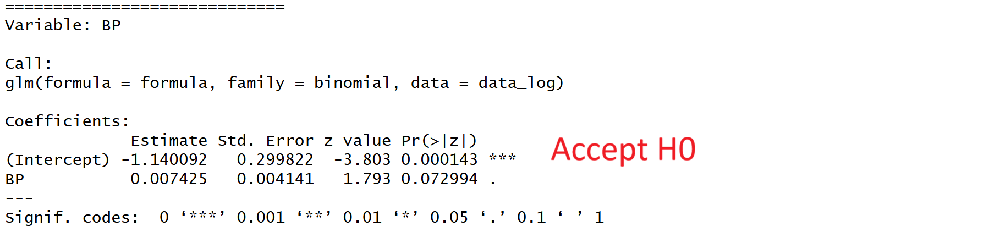 =============================
Variable: BP
Call:
glm(formula = formula, family = binomial, data = data_log)
Coefficients:
Estimate Std. Error z value Pr(>|z|)
(Intercept) -1.140092 0.299822 -3.803 0.000143 ***
BP 0.007425 0.004141 1.793 0.072994 .
---
Signif. codes: 0 ‘***’ 0.001 ‘**’ 0.01 ‘*’ 0.05 ‘.’ 0.1 ‘ ’ 1
Accept H0